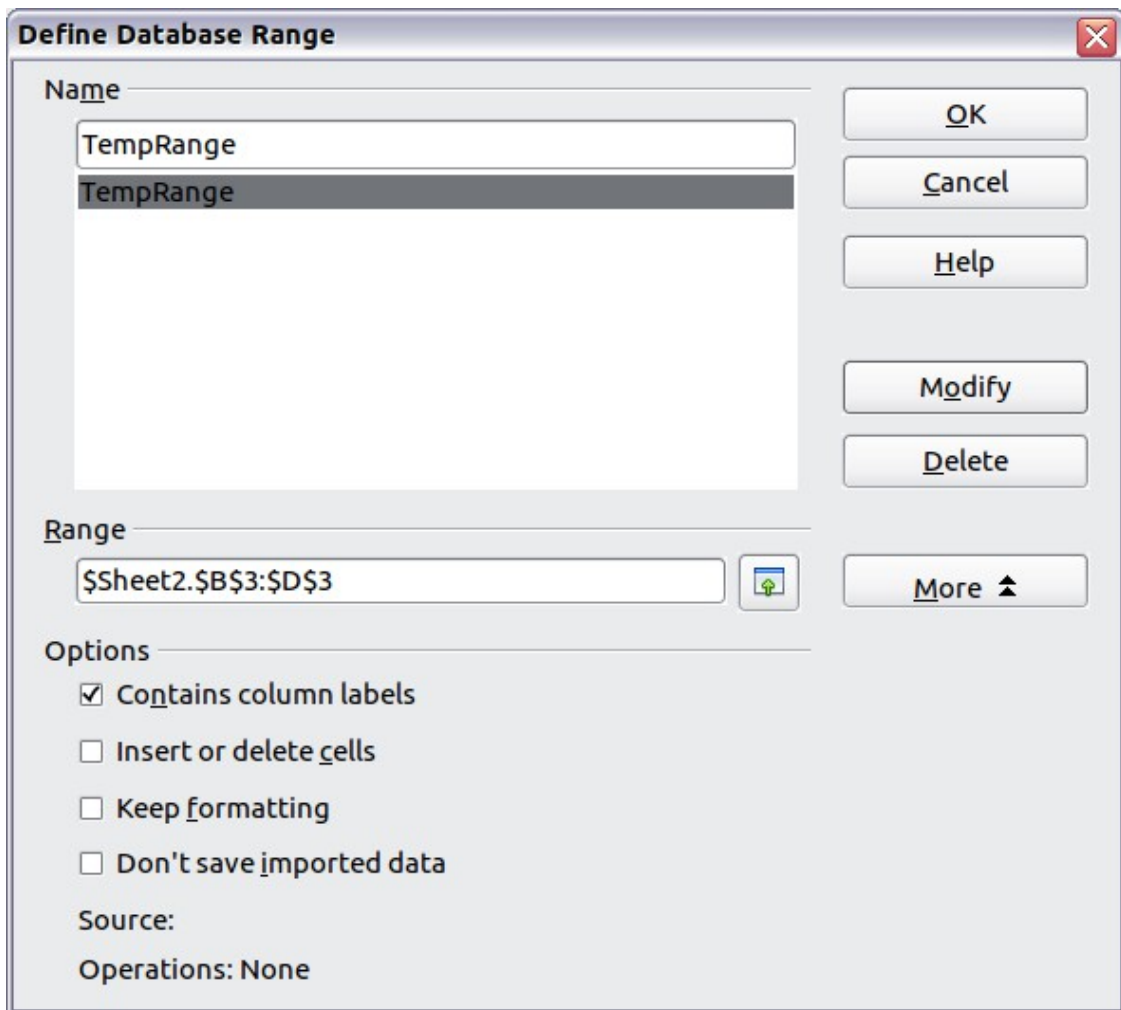 Define Database Range
Name
TempRange
TempRange
OK
Cancel
Help
Modify
Delete
Range
$Sheet2.$B$3:$D$3
More
Options
Contains column labels
Insert or delete cells
Keep formatting
Don't save imported data
Source:
Operations: None